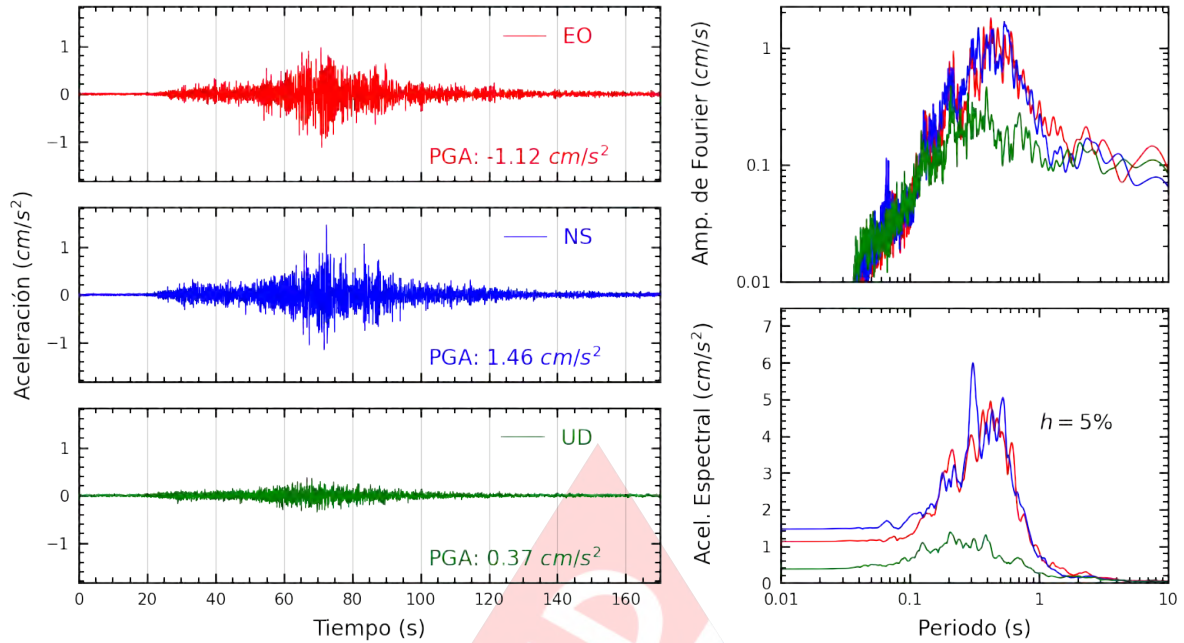 Aceleración (cm/s²)
1
0
−1
EO
PGA: -1.12 cm/s²
1
0
−1
NS
PGA: 1.46 cm/s²
1
0
−1
UD
PGA: 0.37 cm/s²
0 20 40 60 80 100 120 140 160
Tiempo (s)
Amp. de Fourier (cm/s)
1
0.1
0.01
Acel. Espectral (cm/s²)
7
6
5
4
3
2
1
0
h = 5%
0.01 0.1 1 10
Periodo (s)